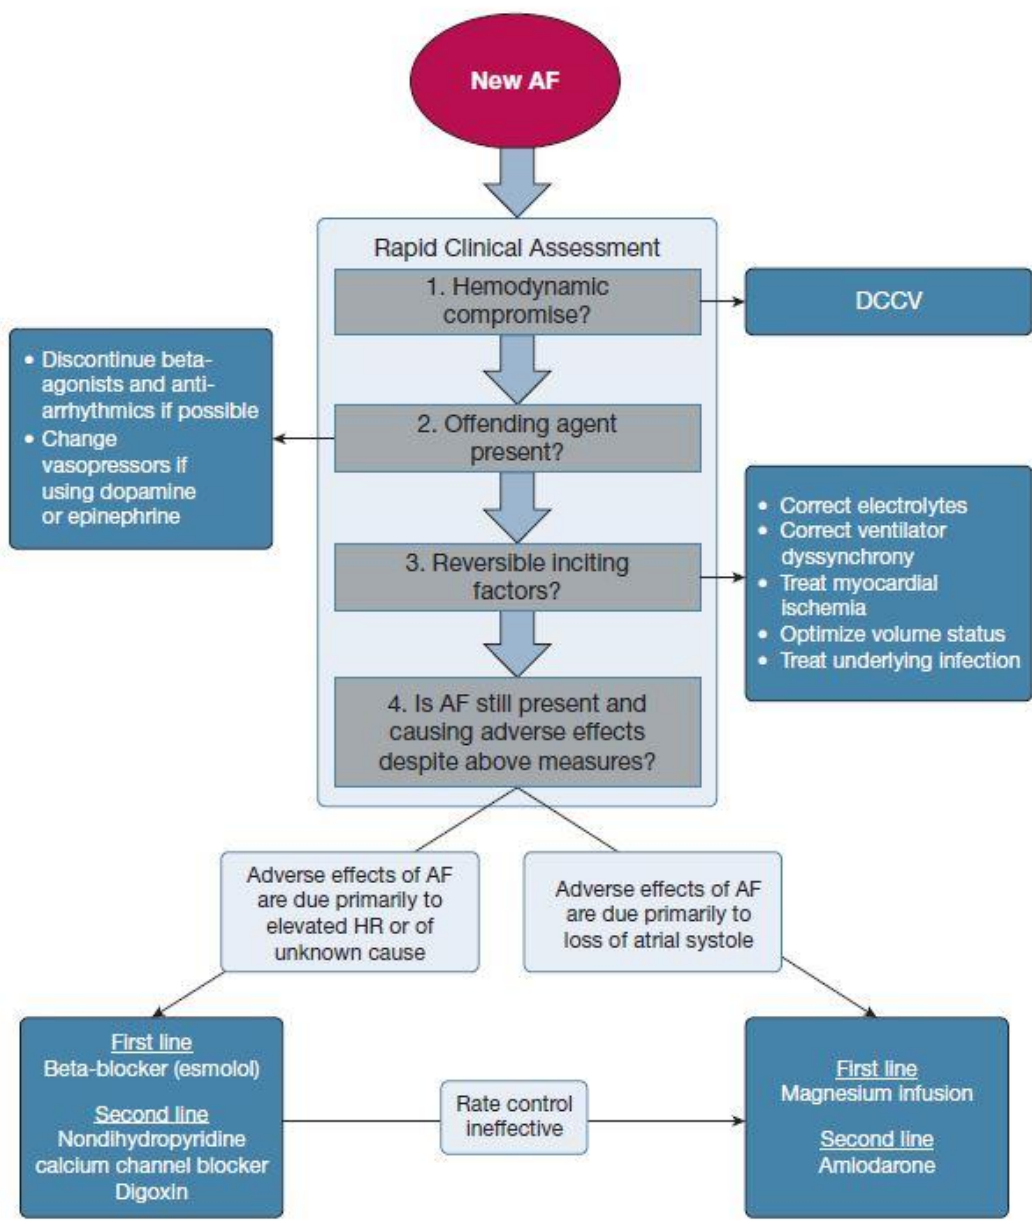 New AF
Rapid Clinical Assessment
1. Hemodynamic
compromise?
DCCV
• Discontinue beta-
agonists and anti-
arrhythmics if possible
• Change
vasopressors if
using dopamine
or epinephrine
2. Offending agent
present?
3. Reversible inciting
factors?
• Correct electrolytes
• Correct ventilator
dyssynchrony
• Treat myocardial
ischemia
• Optimize volume status
• Treat underlying infection
4. Is AF still present and
causing adverse effects
despite above measures?
Adverse effects of AF
are due primarily to
elevated HR or of
unknown cause
Adverse effects of AF
are due primarily to
loss of atrial systole
First line
Beta-blocker (esmolol)
Second line
Nondihydropyridine
calcium channel blocker
Digoxin
Rate control
ineffective
First line
Magnesium infusion
Second line
Amlodarone